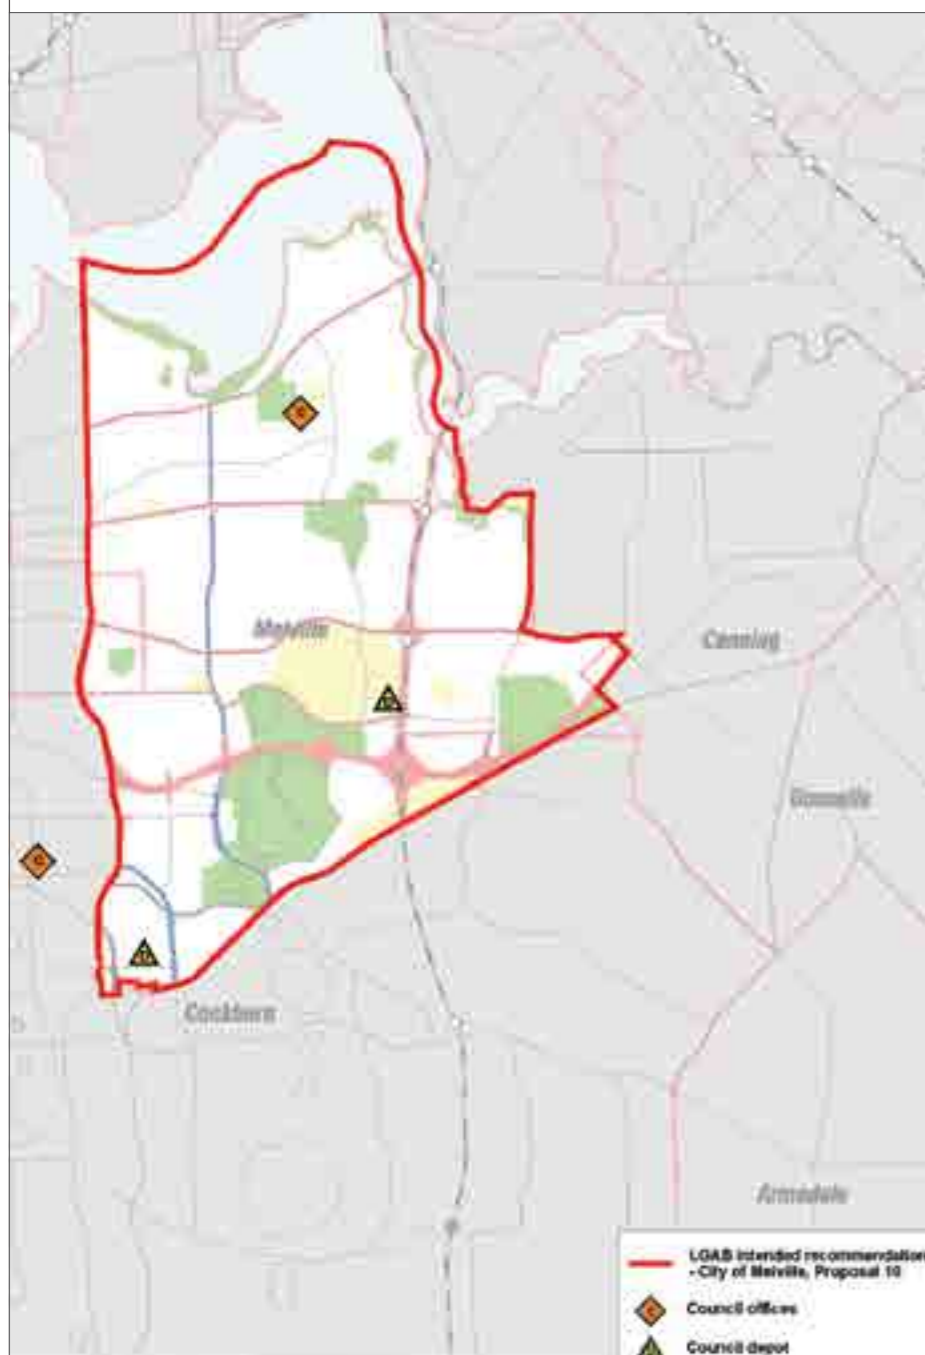 Melville
Canning
Gosnells
Cockburn
Armadale
LGAB intended recommendation
- City of Melville, Proposal 10
C
Council offices
Council depot